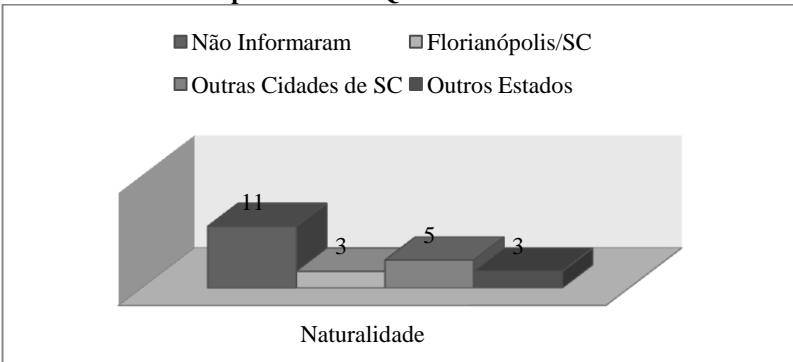 Não Informaram Florianópolis/SC
Outras Cidades de SC Outros Estados
11
3
5
3
Naturalidade